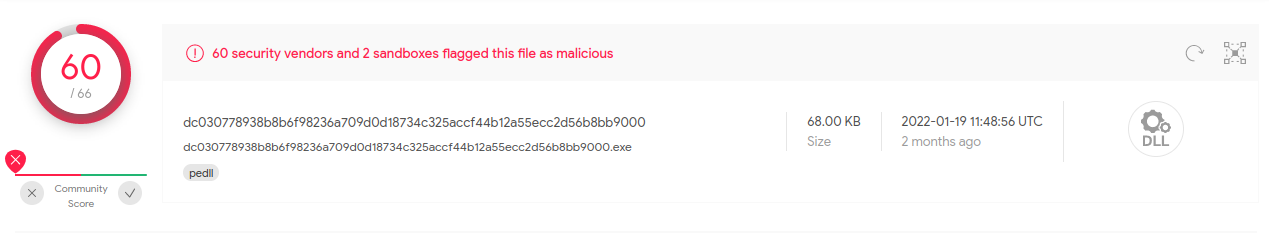 60
/ 66
Community
Score
60 security vendors and 2 sandboxes flagged this file as malicious
dc030778938b8b6f98236a709d0d18734c325accf44b12a55ecc2d56b8bb9000
dc030778938b8b6f98236a709d0d18734c325accf44b12a55ecc2d56b8bb9000.exe
pedll
68.00 KB
Size
2022-01-19 11:48:56 UTC
2 months ago
DLL